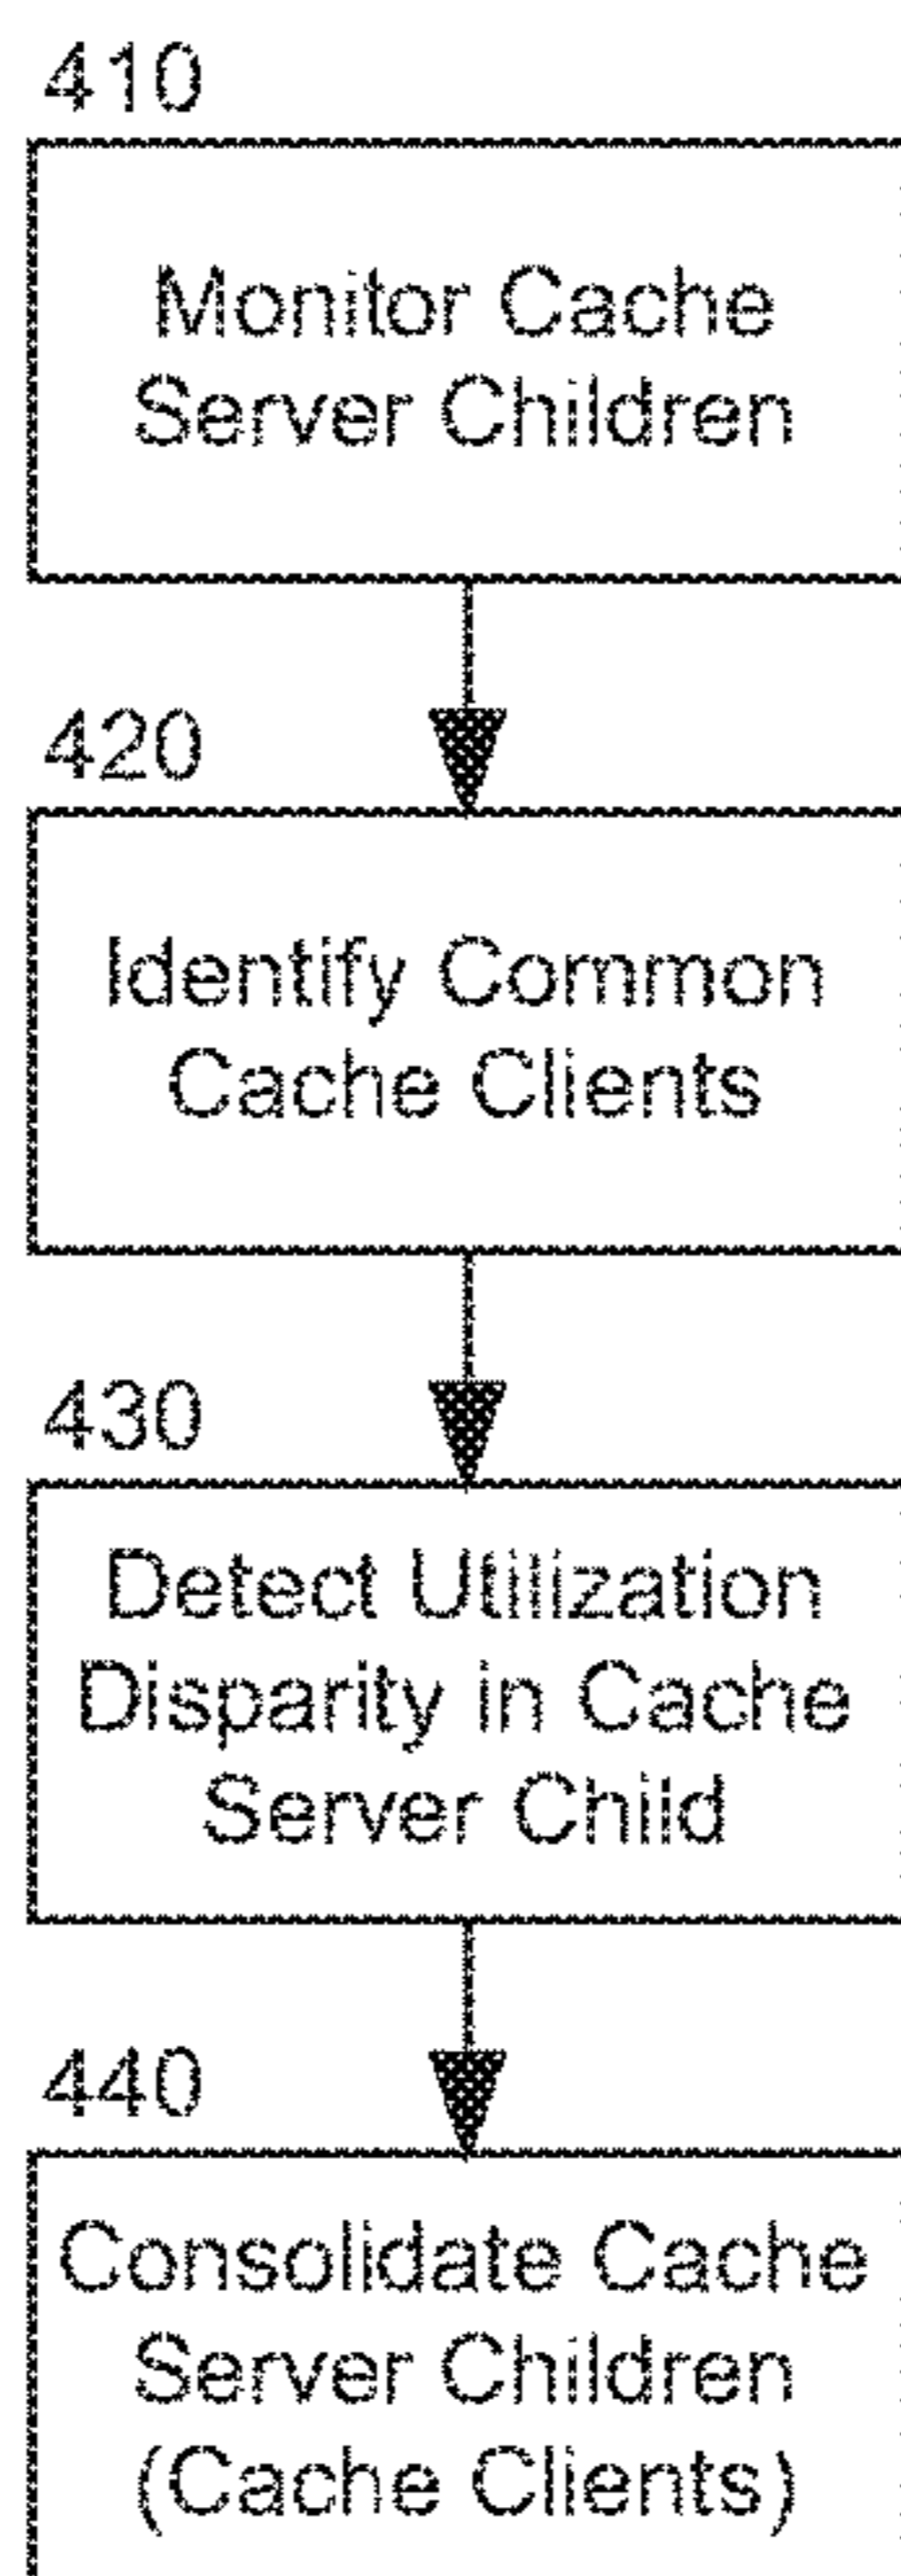 410
Monitor Cache
Server Children
420
Identify Common
Cache Clients
430
Detect Utilization
Disparity in Cache
Server Child
440
Consolidate Cache
Server Children
(Cache Clients)